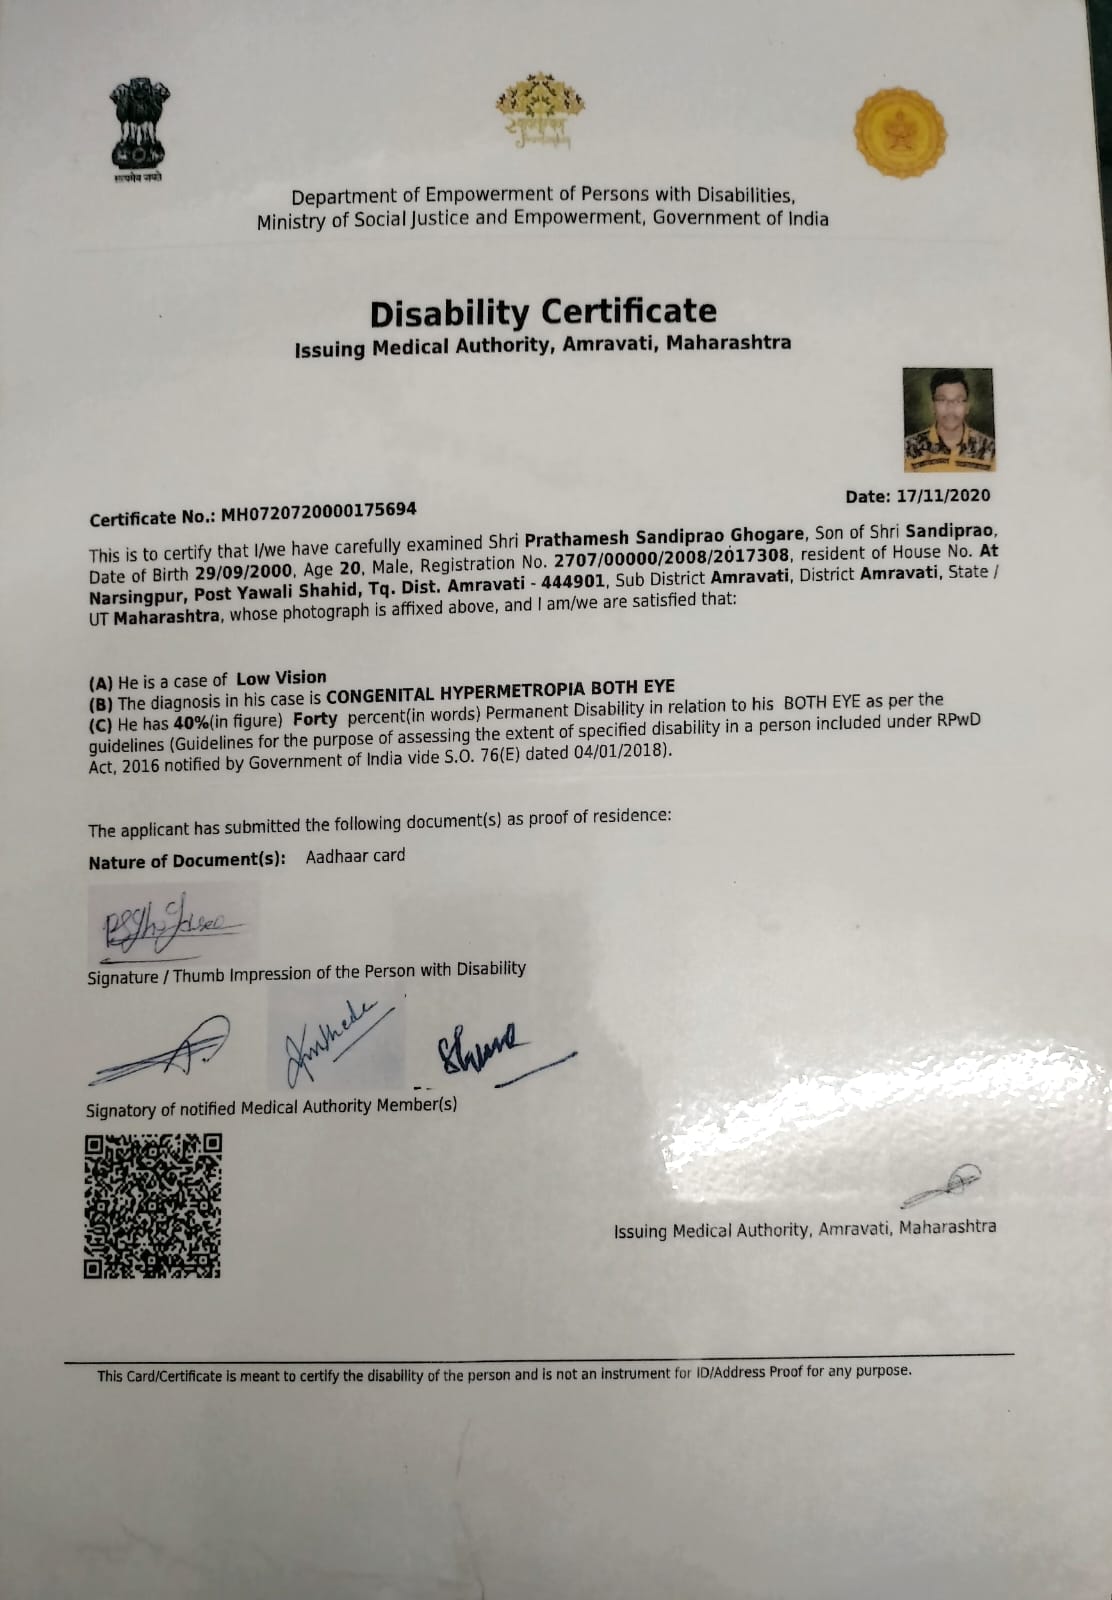 सत्यमेव जयते
Department of Empowerment of Persons with Disabilities,
Ministry of Social Justice and Empowerment, Government of India
Disability Certificate
Issuing Medical Authority, Amravati, Maharashtra
Certificate No.: MH0720720000175694
Date: 17/11/2020
This is to certify that I/we have carefully examined Shri Prathamesh Sandiprao Ghogare, Son of Shri Sandiprao,
Date of Birth 29/09/2000, Age 20, Male, Registration No. 2707/00000/2008/2017308, resident of House No. At
Narsingpur, Post Yawali Shahid, Tq. Dist. Amravati - 444901, Sub District Amravati, District Amravati, State /
UT Maharashtra, whose photograph is affixed above, and I am/we are satisfied that:
(A) He is a case of Low Vision
(B) The diagnosis in his case is CONGENITAL HYPERMETROPIA BOTH EYE
(C) He has 40%(in figure) Forty percent(in words) Permanent Disability in relation to his BOTH EYE as per the
guidelines (Guidelines for the purpose of assessing the extent of specified disability in a person included under RPwD
Act, 2016 notified by Government of India vide S.O. 76(E) dated 04/01/2018).
The applicant has submitted the following document(s) as proof of residence:
Nature of Document(s): Aadhaar card
Signature / Thumb Impression of the Person with Disability
Signatory of notified Medical Authority Member(s)
Issuing Medical Authority, Amravati, Maharashtra
This Card/Certificate is meant to certify the disability of the person and is not an instrument for ID/Address Proof for any purpose.